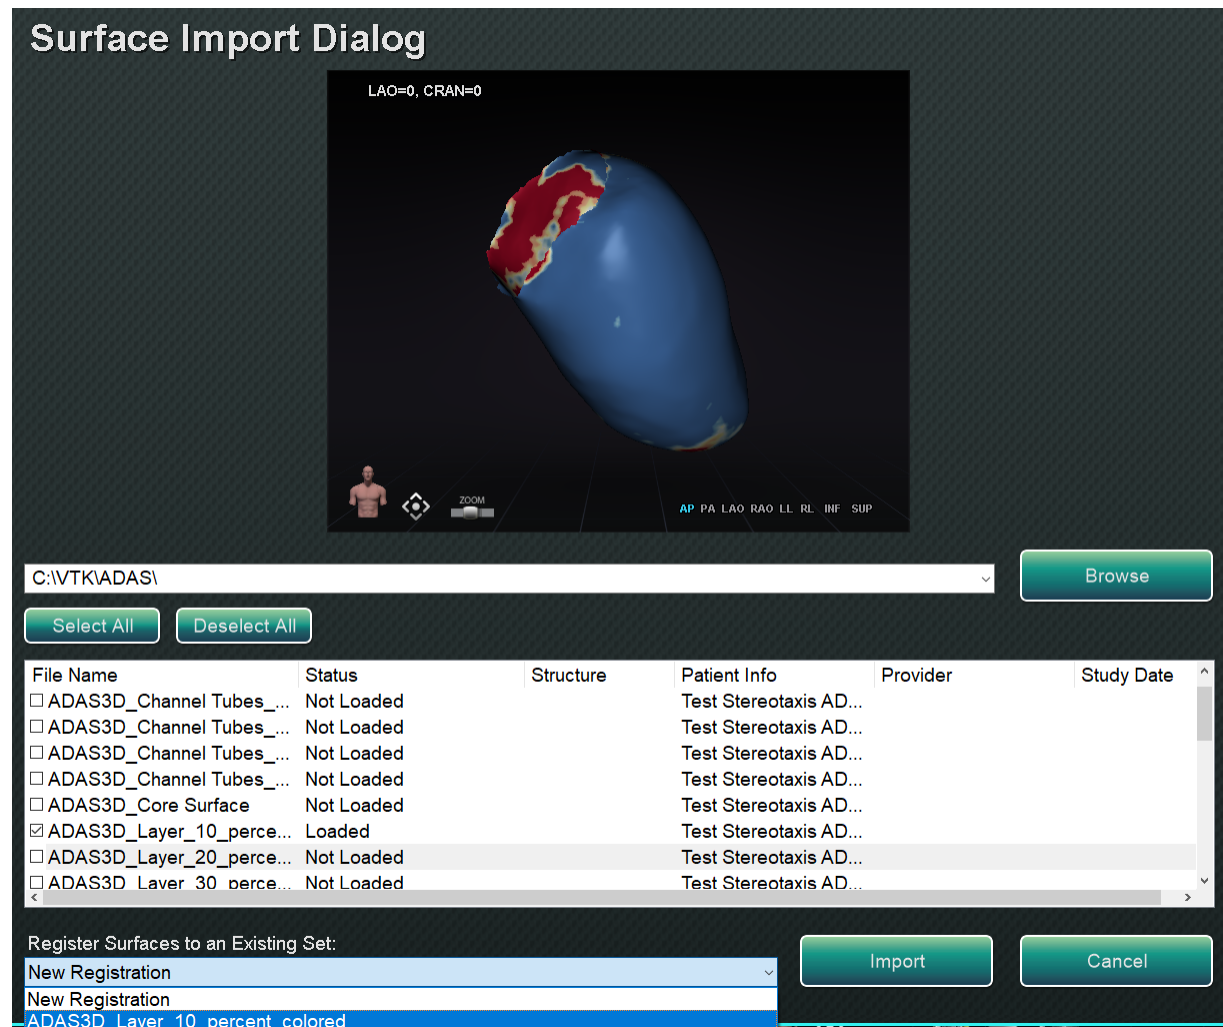 Surface Import Dialog
LAO=0, CRAN=0
ZOOM
AP PA LAO RAO LL RL INF SUP
C:\VTK\ADAS\
Browse
Select All Deselect All
File Name Status Structure Patient Info Provider Study Date
ADAS3D_Channel Tubes_... Not Loaded Test Stereotaxis AD...
ADAS3D_Channel Tubes_... Not Loaded Test Stereotaxis AD...
ADAS3D_Channel Tubes_... Not Loaded Test Stereotaxis AD...
ADAS3D_Channel Tubes_... Not Loaded Test Stereotaxis AD...
ADAS3D_Core Surface Not Loaded Test Stereotaxis AD...
ADAS3D_Layer_10_perce... Loaded Test Stereotaxis AD...
ADAS3D_Layer_20_perce... Not Loaded Test Stereotaxis AD...
ADAS3D_Layer_30_perce... Not Loaded Test Stereotaxis AD...
Register Surfaces to an Existing Set:
New Registration
Import Cancel
New Registration
ADAS3D_Layer_10_percent_colored